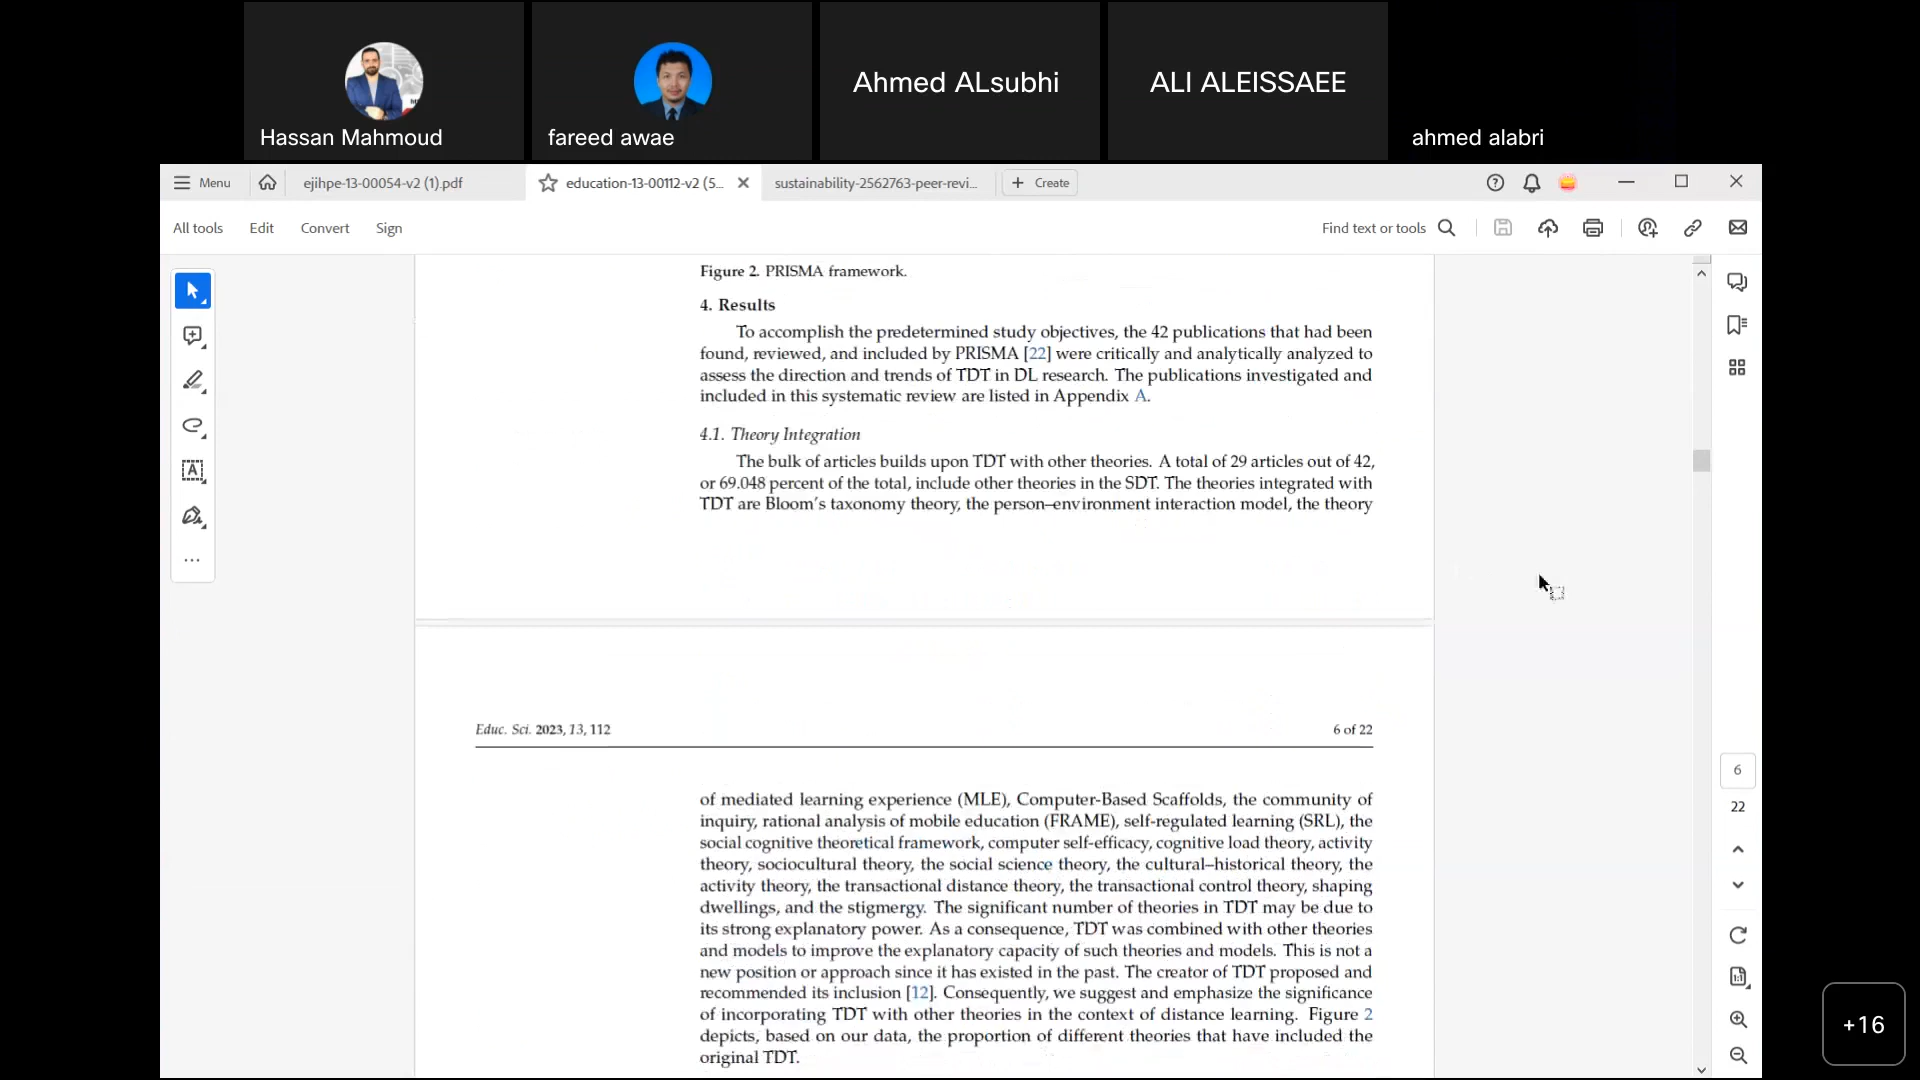 Hassan Mahmoud
fareed awae
Ahmed ALsubhi
ALI ALEISSAEE
ahmed alabri
Menu
ejihpe-13-00054-v2 (1).pdf
education-13-00112-v2 (5...
sustainability-2562763-peer-revi...
+ Create
All tools
Edit
Convert
Sign
Find text or tools
Figure 2. PRISMA framework.
4. Results
To accomplish the predetermined study objectives, the 42 publications that had been
found, reviewed, and included by PRISMA [22] were critically and analytically analyzed to
assess the direction and trends of TDT in DL research. The publications investigated and
included in this systematic review are listed in Appendix A.
4.1. Theory Integration
The bulk of articles builds upon TDT with other theories. A total of 29 articles out of 42,
or 69.048 percent of the total, include other theories in the SDT. The theories integrated with
TDT are Bloom's taxonomy theory, the person–environment interaction model, the theory
Educ. Sci. 2023, 13, 112
6 of 22
of mediated learning experience (MLE), Computer-Based Scaffolds, the community of
inquiry, rational analysis of mobile education (FRAME), self-regulated learning (SRL), the
social cognitive theoretical framework, computer self-efficacy, cognitive load theory, activity
theory, sociocultural theory, the social science theory, the cultural–historical theory, the
activity theory, the transactional distance theory, the transactional control theory, shaping
dwellings, and the stigmergy. The significant number of theories in TDT may be due to
its strong explanatory power. As a consequence, TDT was combined with other theories
and models to improve the explanatory capacity of such theories and models. This is not a
new position or approach since it has existed in the past. The creator of TDT proposed and
recommended its inclusion [12]. Consequently, we suggest and emphasize the significance
of incorporating TDT with other theories in the context of distance learning. Figure 2
depicts, based on our data, the proportion of different theories that have included the
original TDT.
6
22
+16